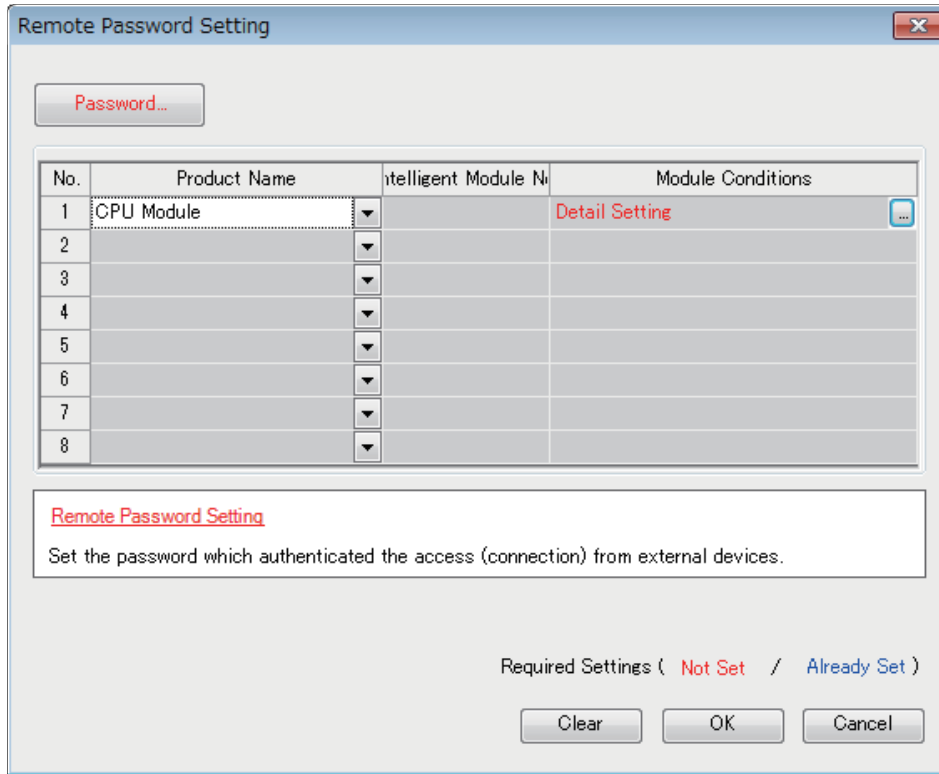 Remote Password Setting
Password...
No. Product Name ntelligent Module N Module Conditions
1 CPU Module Detail Setting ...
2
3
4
5
6
7
8
Remote Password Setting
Set the password which authenticated the access (connection) from external devices.
Required Settings ( Not Set / Already Set )
Clear OK Cancel